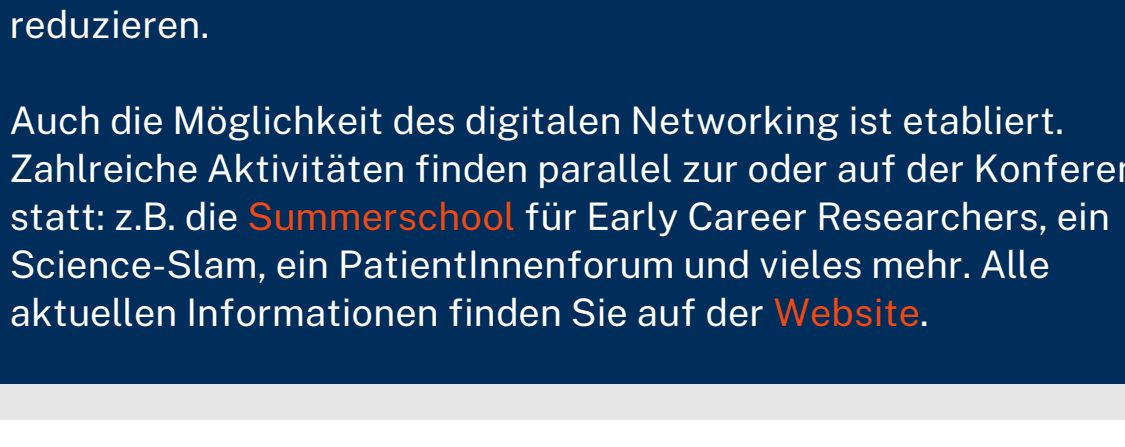 reduzieren.
Auch die Möglichkeit des digitalen Networking ist etabliert.
Zahlreiche Aktivitäten finden parallel zur oder auf der
statt: z.B. die Summerschool für Early Career Researchers, ein
Science-Slam, ein PatientInnenforum und vieles mehr. Alle
aktuellen Informationen finden Sie auf der Website.